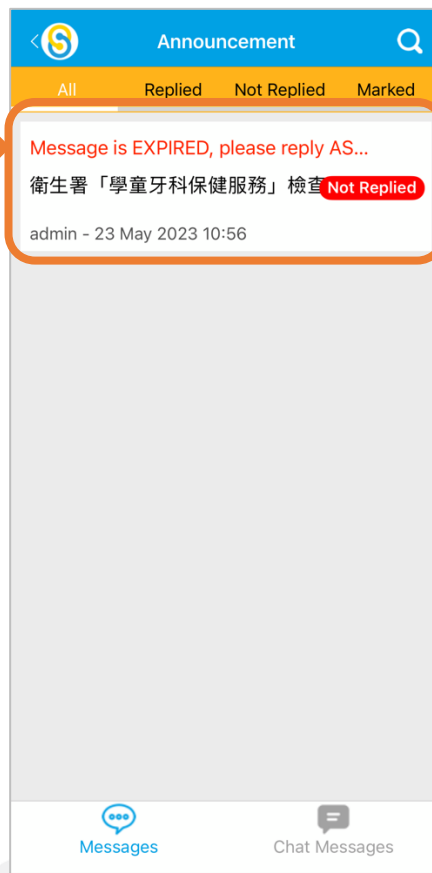 Announcement
All Replied Not Replied Marked
Message is EXPIRED, please reply AS...
衞生署「學童牙科保健服務」檢查
Not Replied
admin - 23 May 2023 10:56
Messages Chat Messages